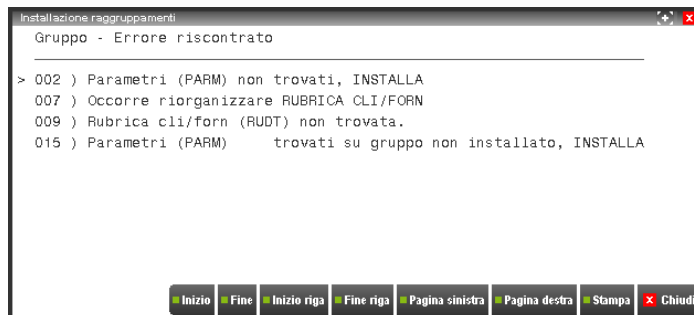 Installazione raggruppamenti
Gruppo - Errore riscontrato
> 002 ) Parametri (PARM) non trovati, INSTALLA
007 ) Occorre riorganizzare RUBRICA CLI/FORN
009 ) Rubrica cli/forn (RUDT) non trovata.
015 ) Parametri (PARM) trovati su gruppo non installato, INSTALLA
Inizio Fine Inizio riga Fine riga Pagina sinistra Pagina destra Stampa X Chiudi